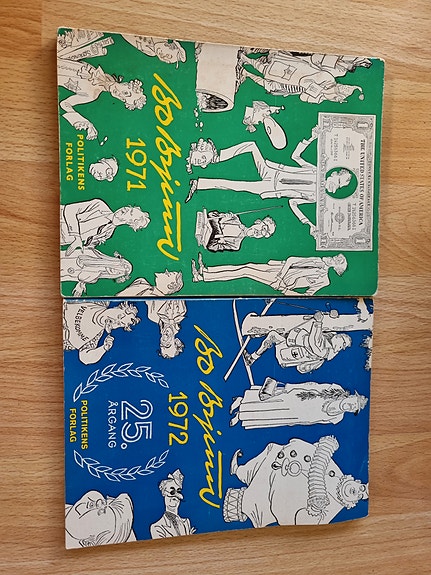 Bo Bojesen
1971
POLITIKENS
FORLAG
THE UNITED STATES OF AMERICA
Bo Bojesen
1972
25.
ÅRGANG
POLITIKENS
FORLAG